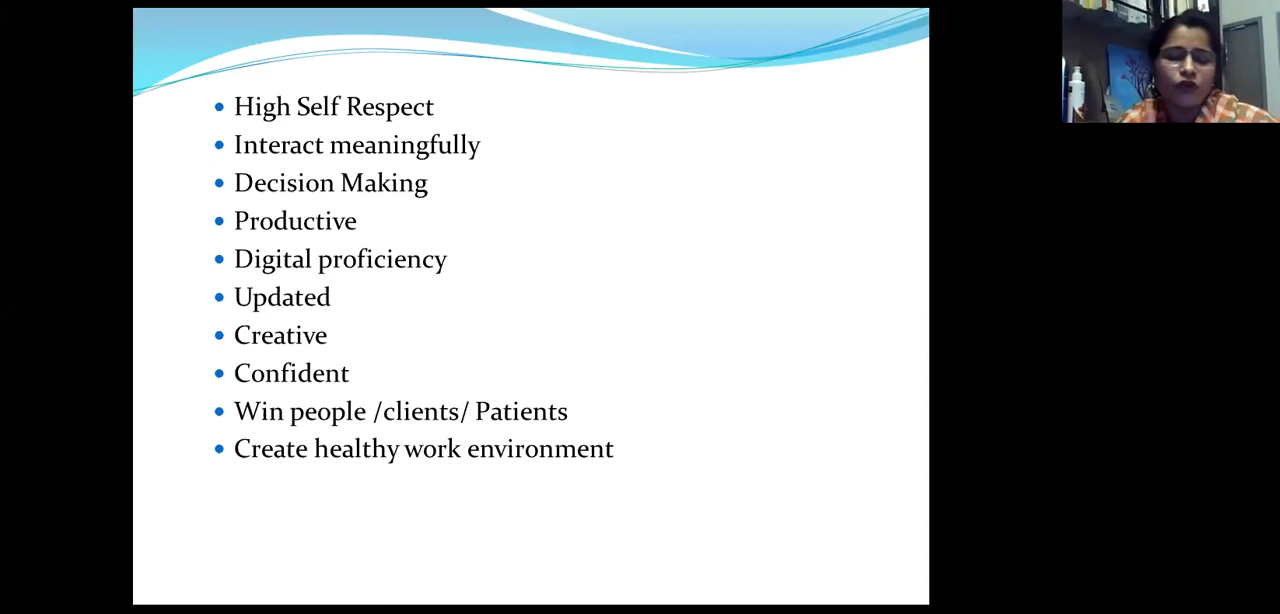 High Self Respect
Interact meaningfully
Decision Making
Productive
Digital proficiency
Updated
Creative
Confident
Win people /clients/ Patients
Create healthy work environment